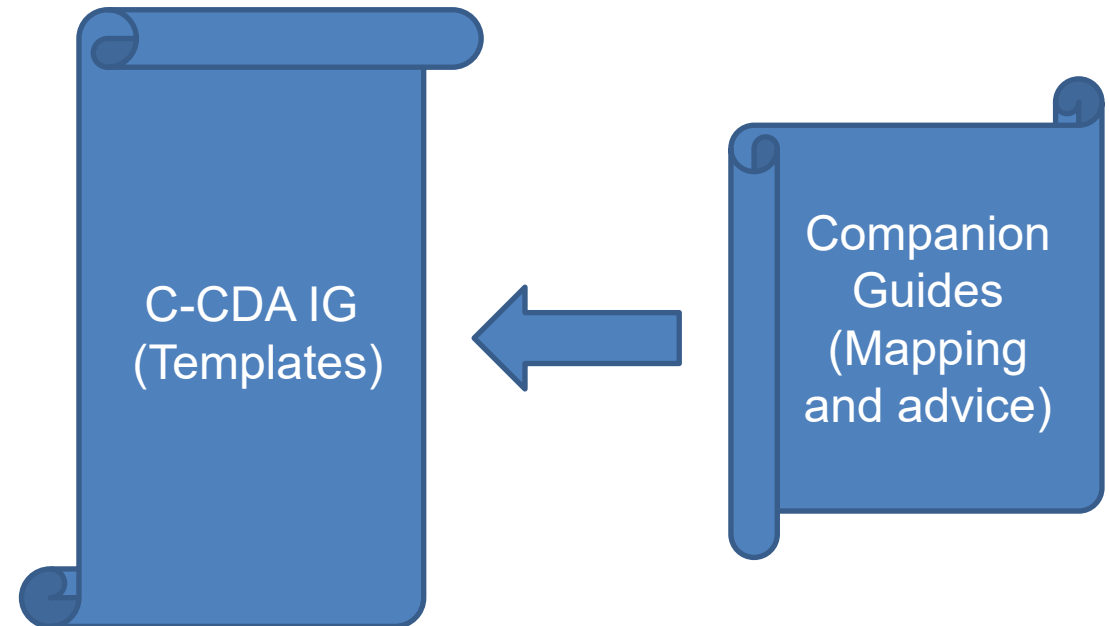 C-CDA IG
(Templates)
Companion
Guides
(Mapping
and advice)